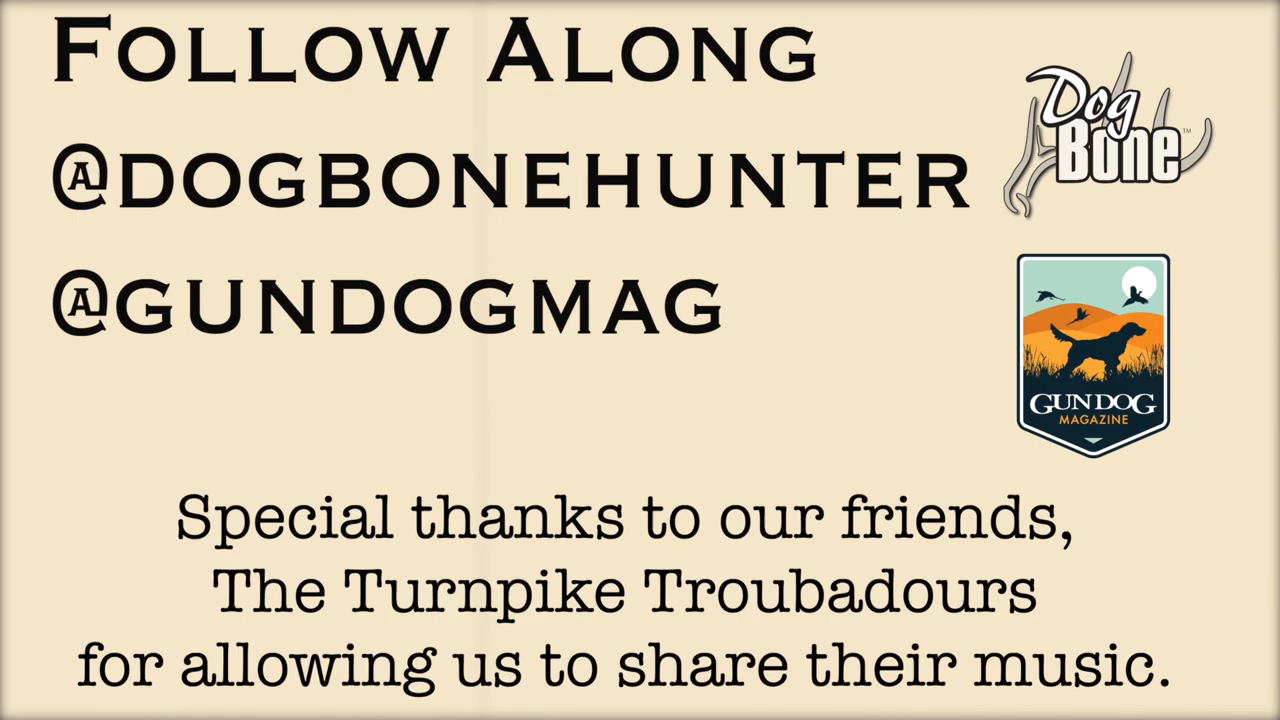 Follow Along
@DOGBONEHUNTER
@GUNDOGMAG
Dog
Bone™
GUN DOG
MAGAZINE
Special thanks to our friends,
The Turnpike Troubadours
for allowing us to share their music.